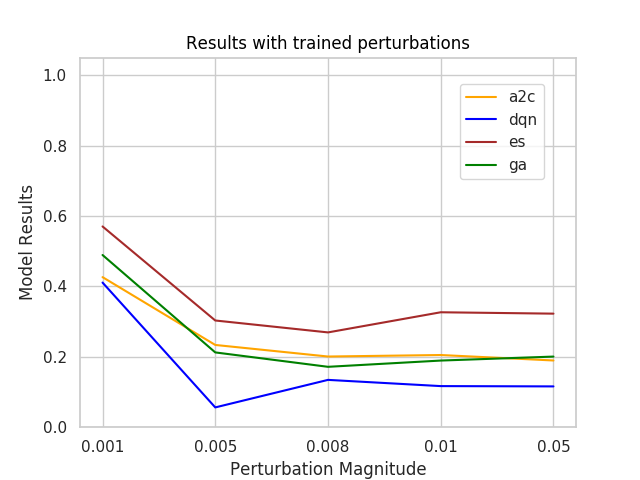 Results with trained perturbations
1.0
0.8
0.6
0.4
0.2
0.0
Model Results
a2c
dqn
es
ga
0.001 0.005 0.008 0.01 0.05
Perturbation Magnitude